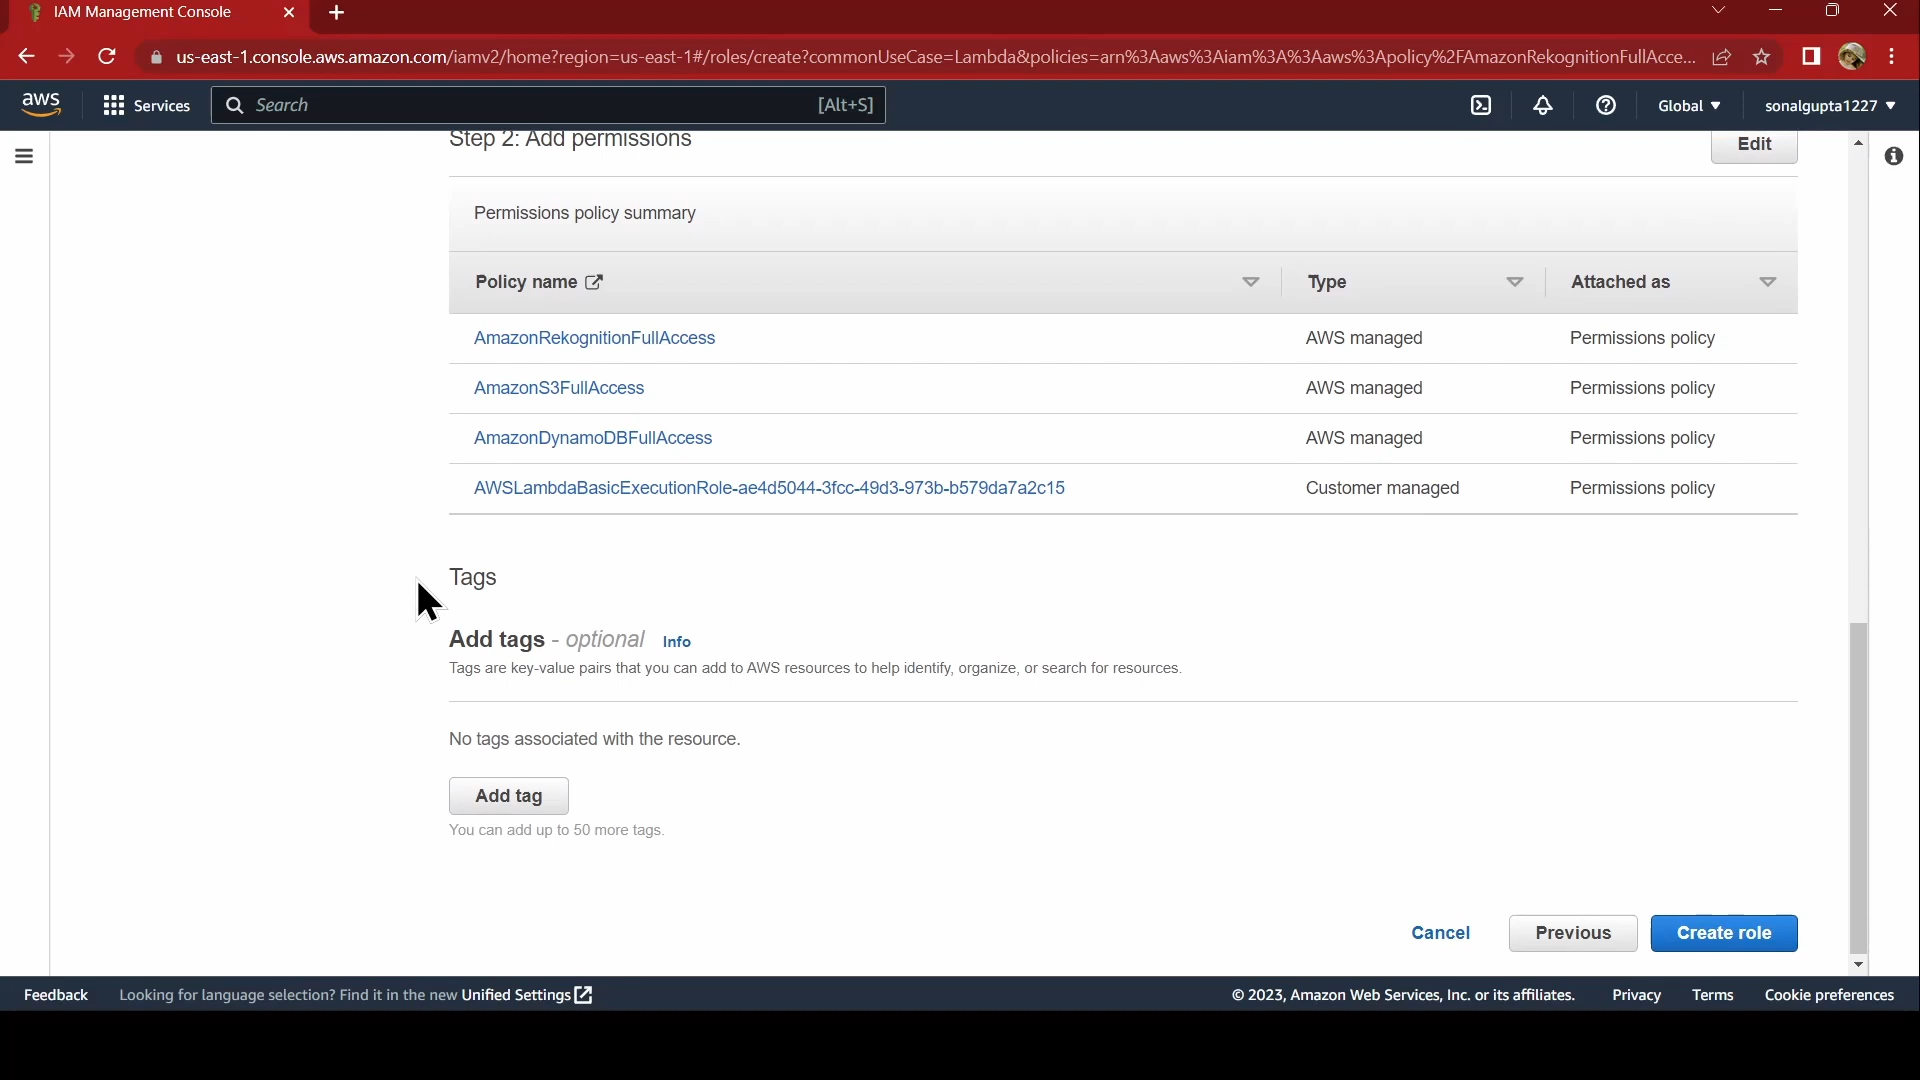 IAM Management Console
us-east-1.console.aws.amazon.com/iamv2/home?region=us-east-1#/roles/create?commonUseCase=Lambda&policies=arn%3Aaws%3Aiam%3A%3Aaws%3Apolicy%2FAmazonRekognitionFullAcce...
aws Services Search [Alt+S] Global sonalgupta1227
Step 2: Add permissions Edit
Permissions policy summary
Policy name Type Attached as
AmazonRekognitionFullAccess AWS managed Permissions policy
AmazonS3FullAccess AWS managed Permissions policy
AmazonDynamoDBFullAccess AWS managed Permissions policy
AWSLambdaBasicExecutionRole-ae4d5044-3fcc-49d3-973b-b579da7a2c15 Customer managed Permissions policy
Tags
Add tags - optional Info
Tags are key-value pairs that you can add to AWS resources to help identify, organize, or search for resources.
No tags associated with the resource.
Add tag
You can add up to 50 more tags.
Cancel Previous Create role
Feedback Looking for language selection? Find it in the new Unified Settings © 2023, Amazon Web Services, Inc. or its affiliates. Privacy Terms Cookie preferences